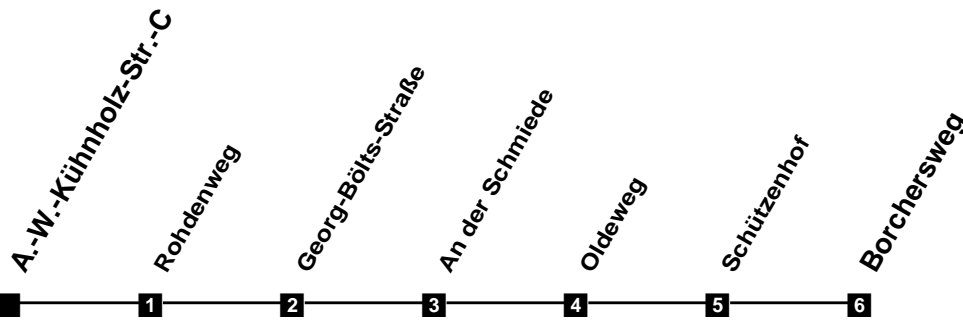 A.-W.-Kühnholz-Str.-C
Rohdenweg
Georg-Bölts-Straße
An der Schmiede
Oldeweg
Schützenhof
Borchersweg
1 2 3 4 5 6